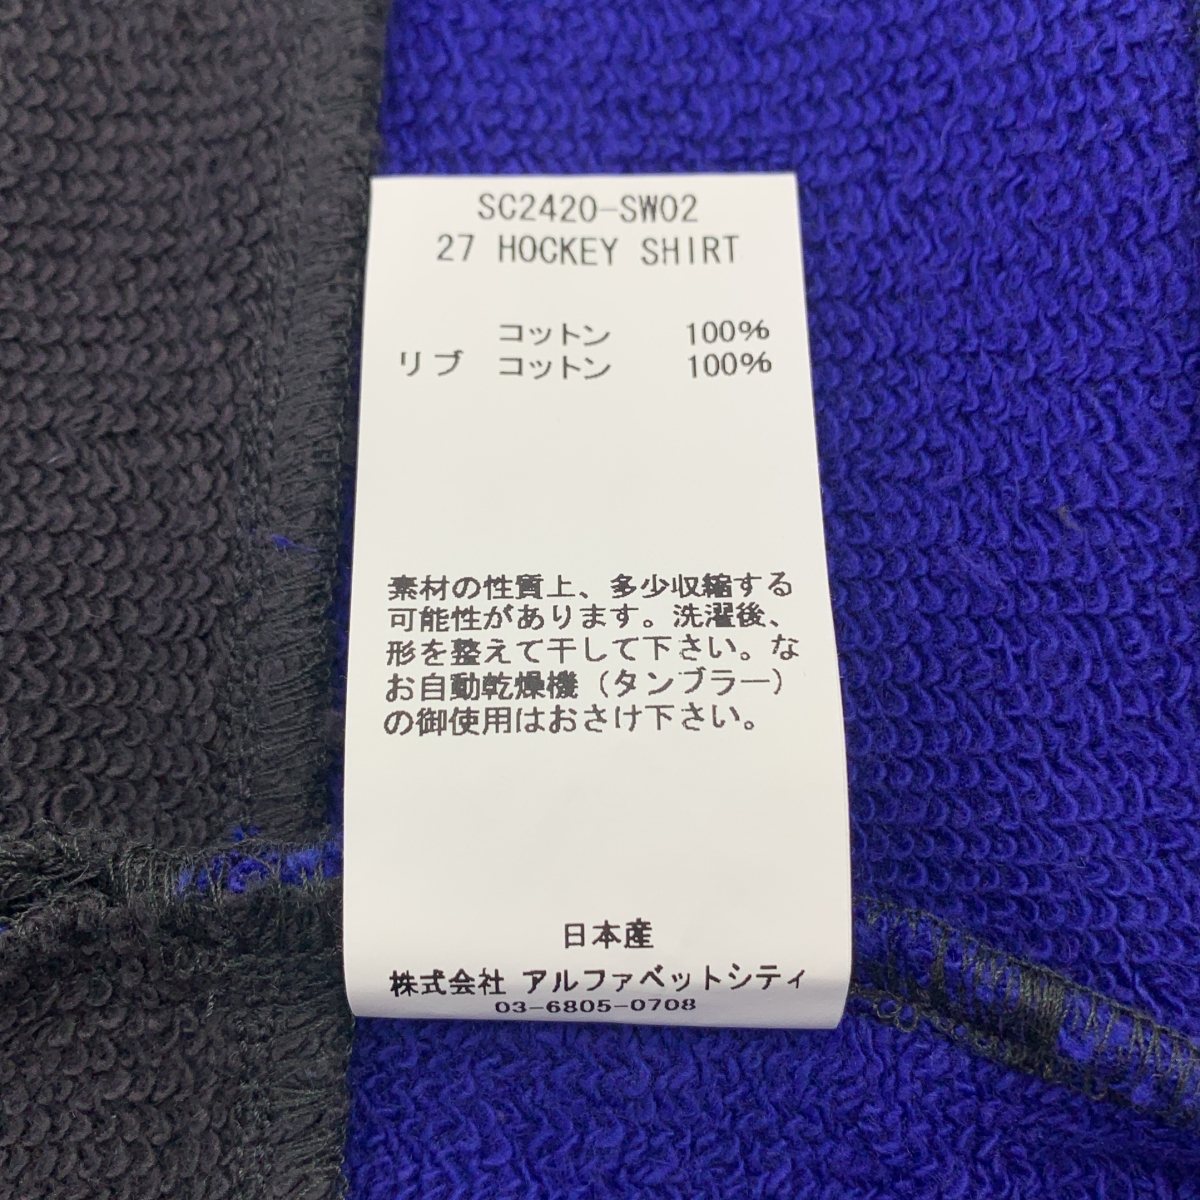 SC2420-SW02
27 HOCKEY SHIRT
コットン 100%
リブ コットン 100%
素材の性質上、多少収縮する
可能性があります。洗濯後、
形を整えて干して下さい。な
お自動乾燥機（タンブラー）
の御使用はおさけ下さい。
日本産
株式会社 アルファベットシティ
03-6805-0708